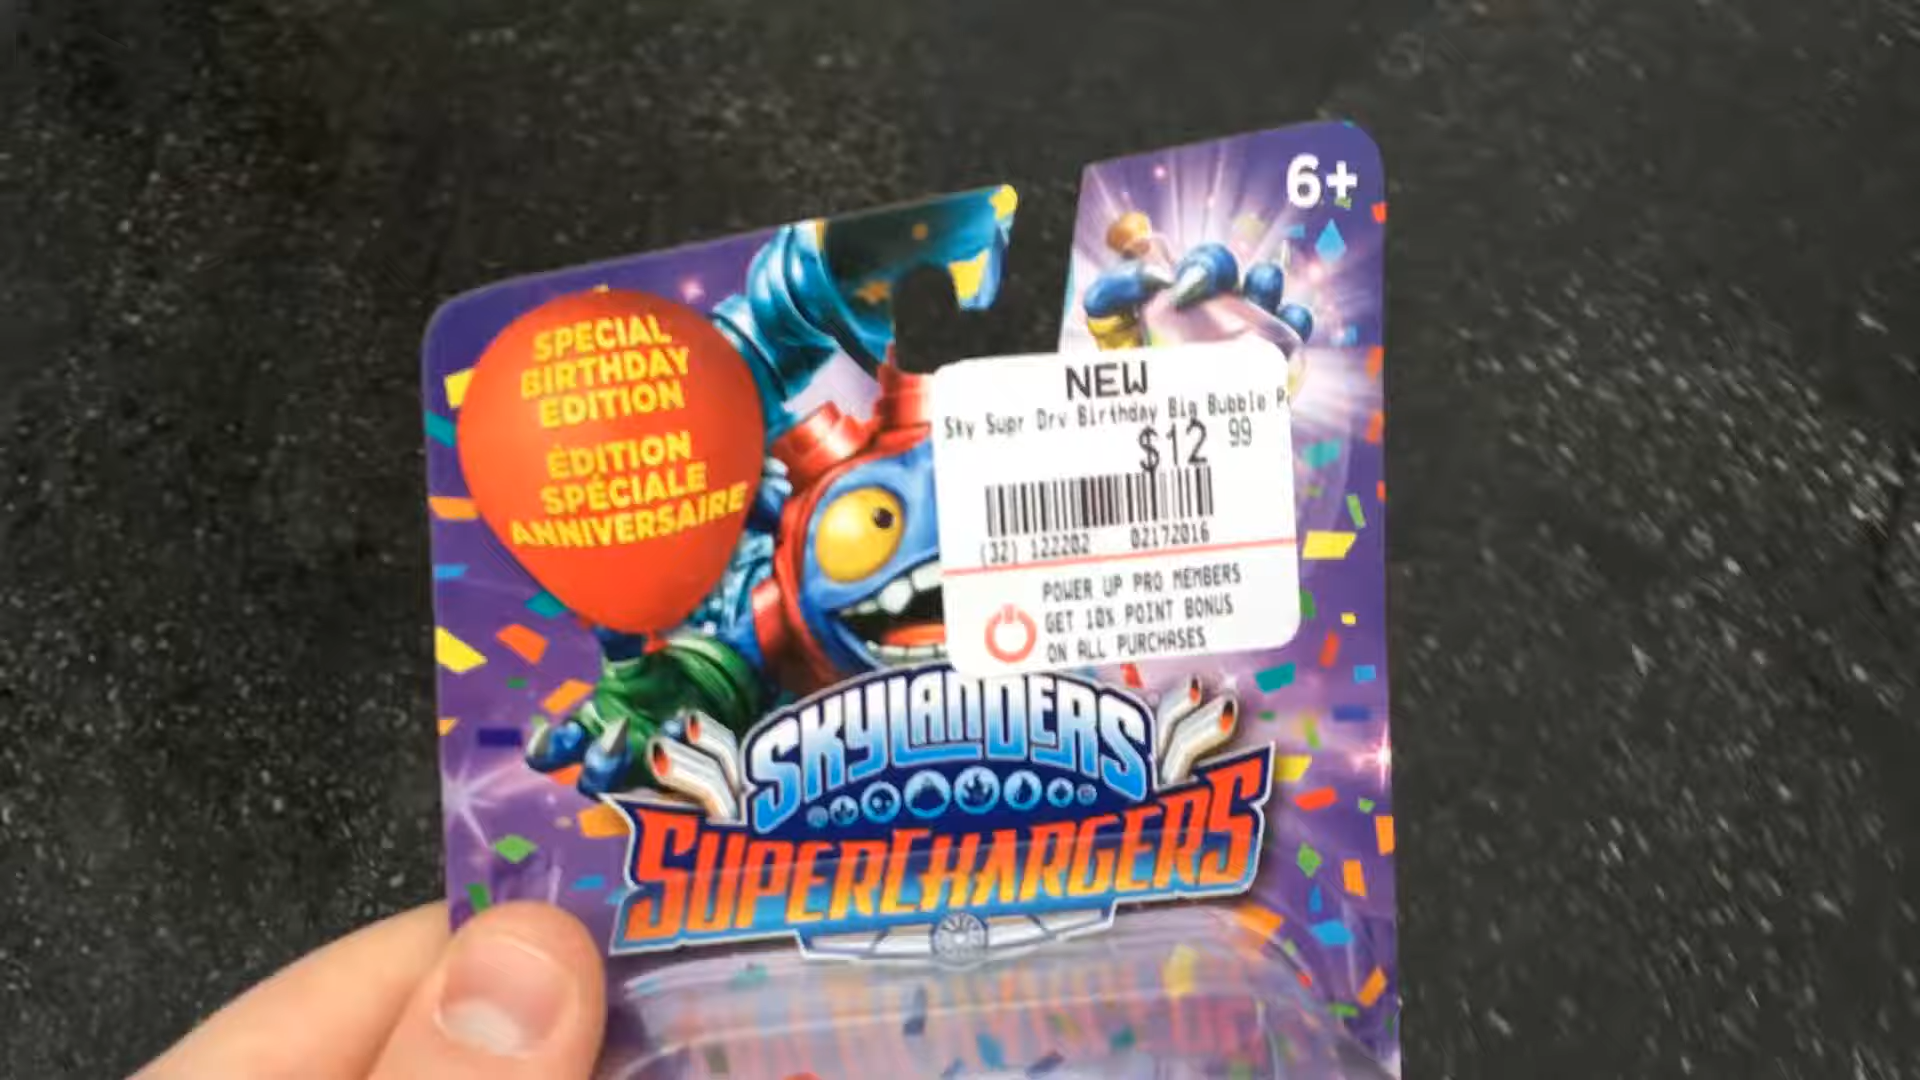 6+
SPECIAL
BIRTHDAY
EDITION
ÉDITION
SPÉCIALE
ANNIVERSAIRE
NEW
Sky Supr Drv Birthday Big Bubble
$12 99
(32) 122202 02172016
POWER UP PRO MEMBERS
GET 10% POINT BONUS
ON ALL PURCHASES
SKYLANDERS
SUPERCHARGERS